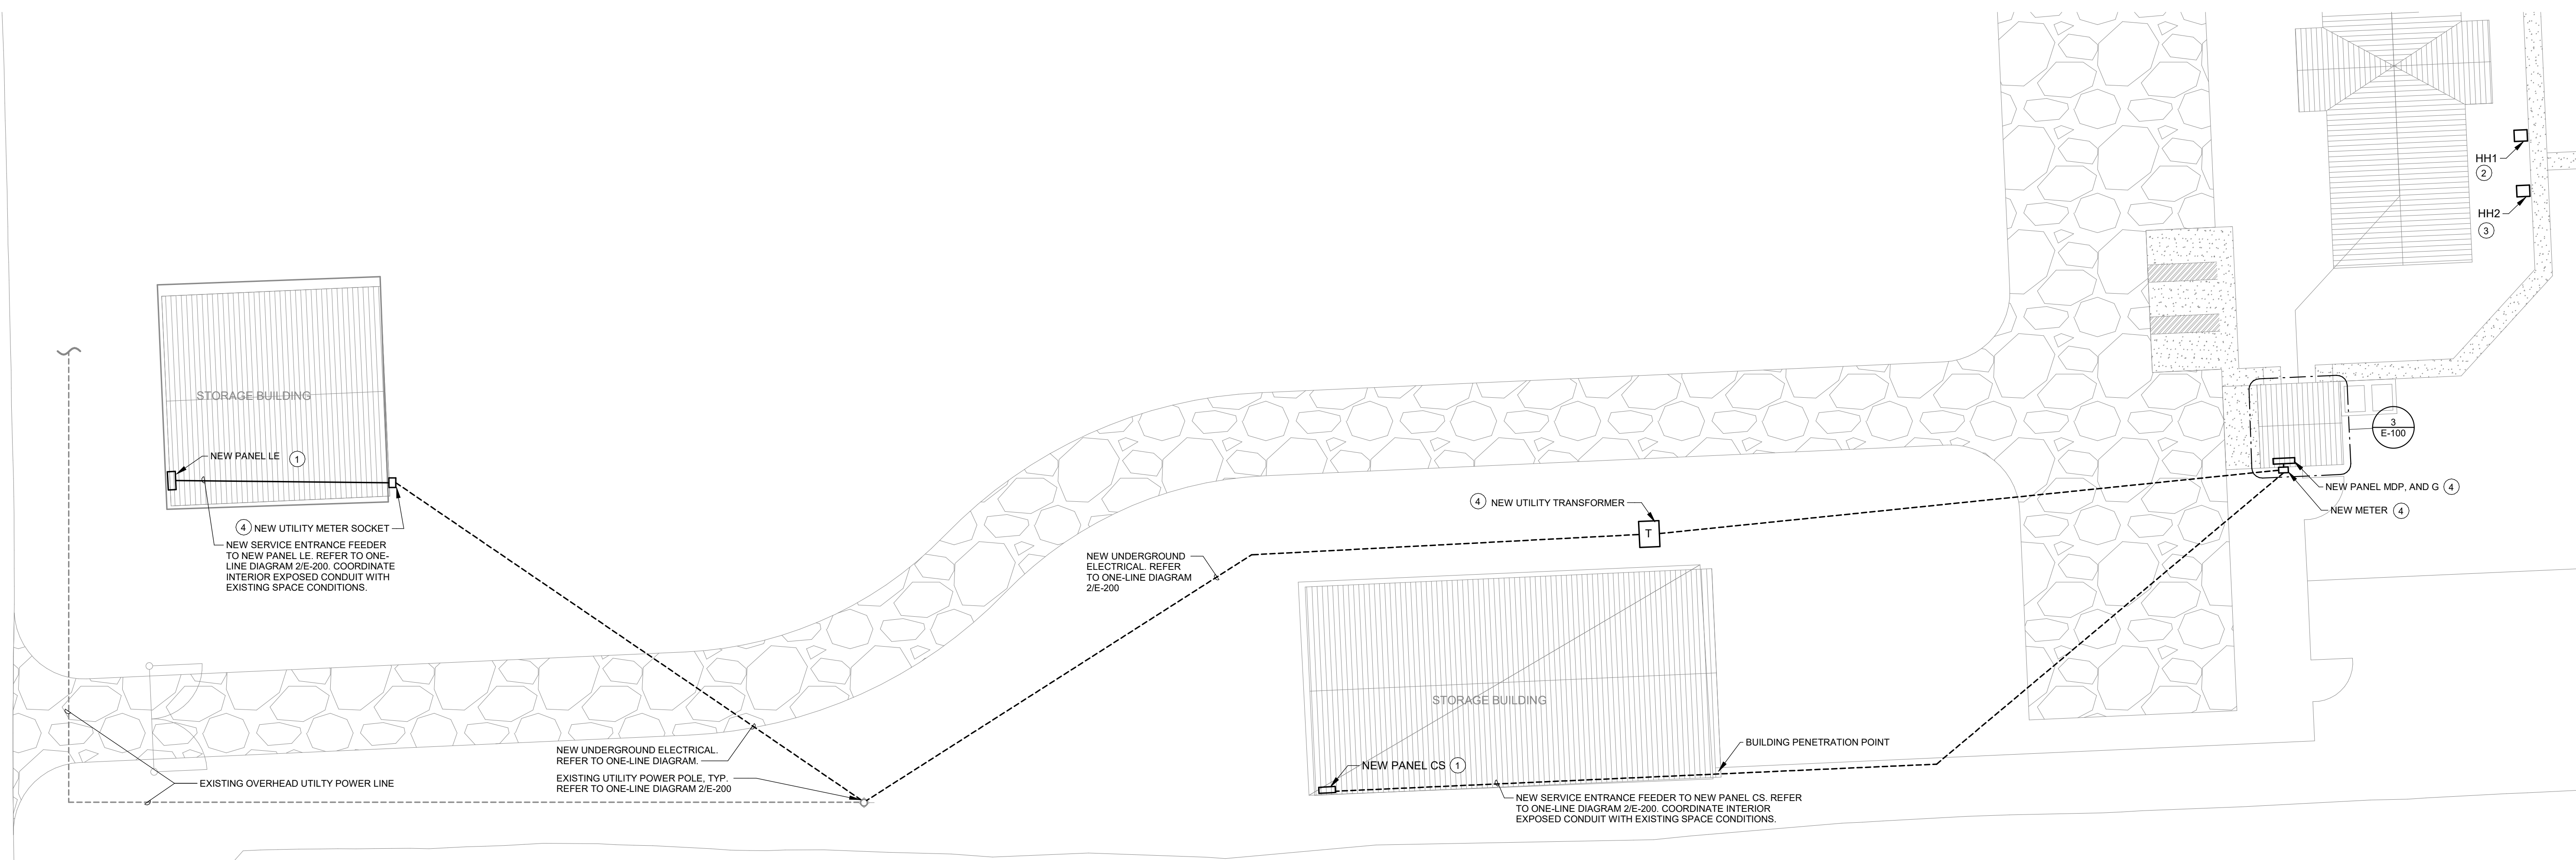 HH1
2
HH2
3
STORAGE BUILDING
NEW PANEL LE 1
4 NEW UTILITY METER SOCKET
NEW SERVICE ENTRANCE FEEDER
TO NEW PANEL LE. REFER TO ONE-
LINE DIAGRAM 2/E-200. COORDINATE
INTERIOR EXPOSED CONDUIT WITH
EXISTING SPACE CONDITIONS.
3
E-100
4 NEW UTILITY TRANSFORMER
T
NEW PANEL MDP, AND G 4
NEW METER 4
NEW UNDERGROUND
ELECTRICAL. REFER
TO ONE-LINE DIAGRAM
2/E-200
STORAGE BUILDING
BUILDING PENETRATION POINT
NEW PANEL CS 1
NEW UNDERGROUND ELECTRICAL.
REFER TO ONE-LINE DIAGRAM.
EXISTING UTILITY POWER POLE, TYP.
REFER TO ONE-LINE DIAGRAM 2/E-200
EXISTING OVERHEAD UTILTY POWER LINE
NEW SERVICE ENTRANCE FEEDER TO NEW PANEL CS. REFER
TO ONE-LINE DIAGRAM 2/E-200. COORDINATE INTERIOR
EXPOSED CONDUIT WITH EXISTING SPACE CONDITIONS.